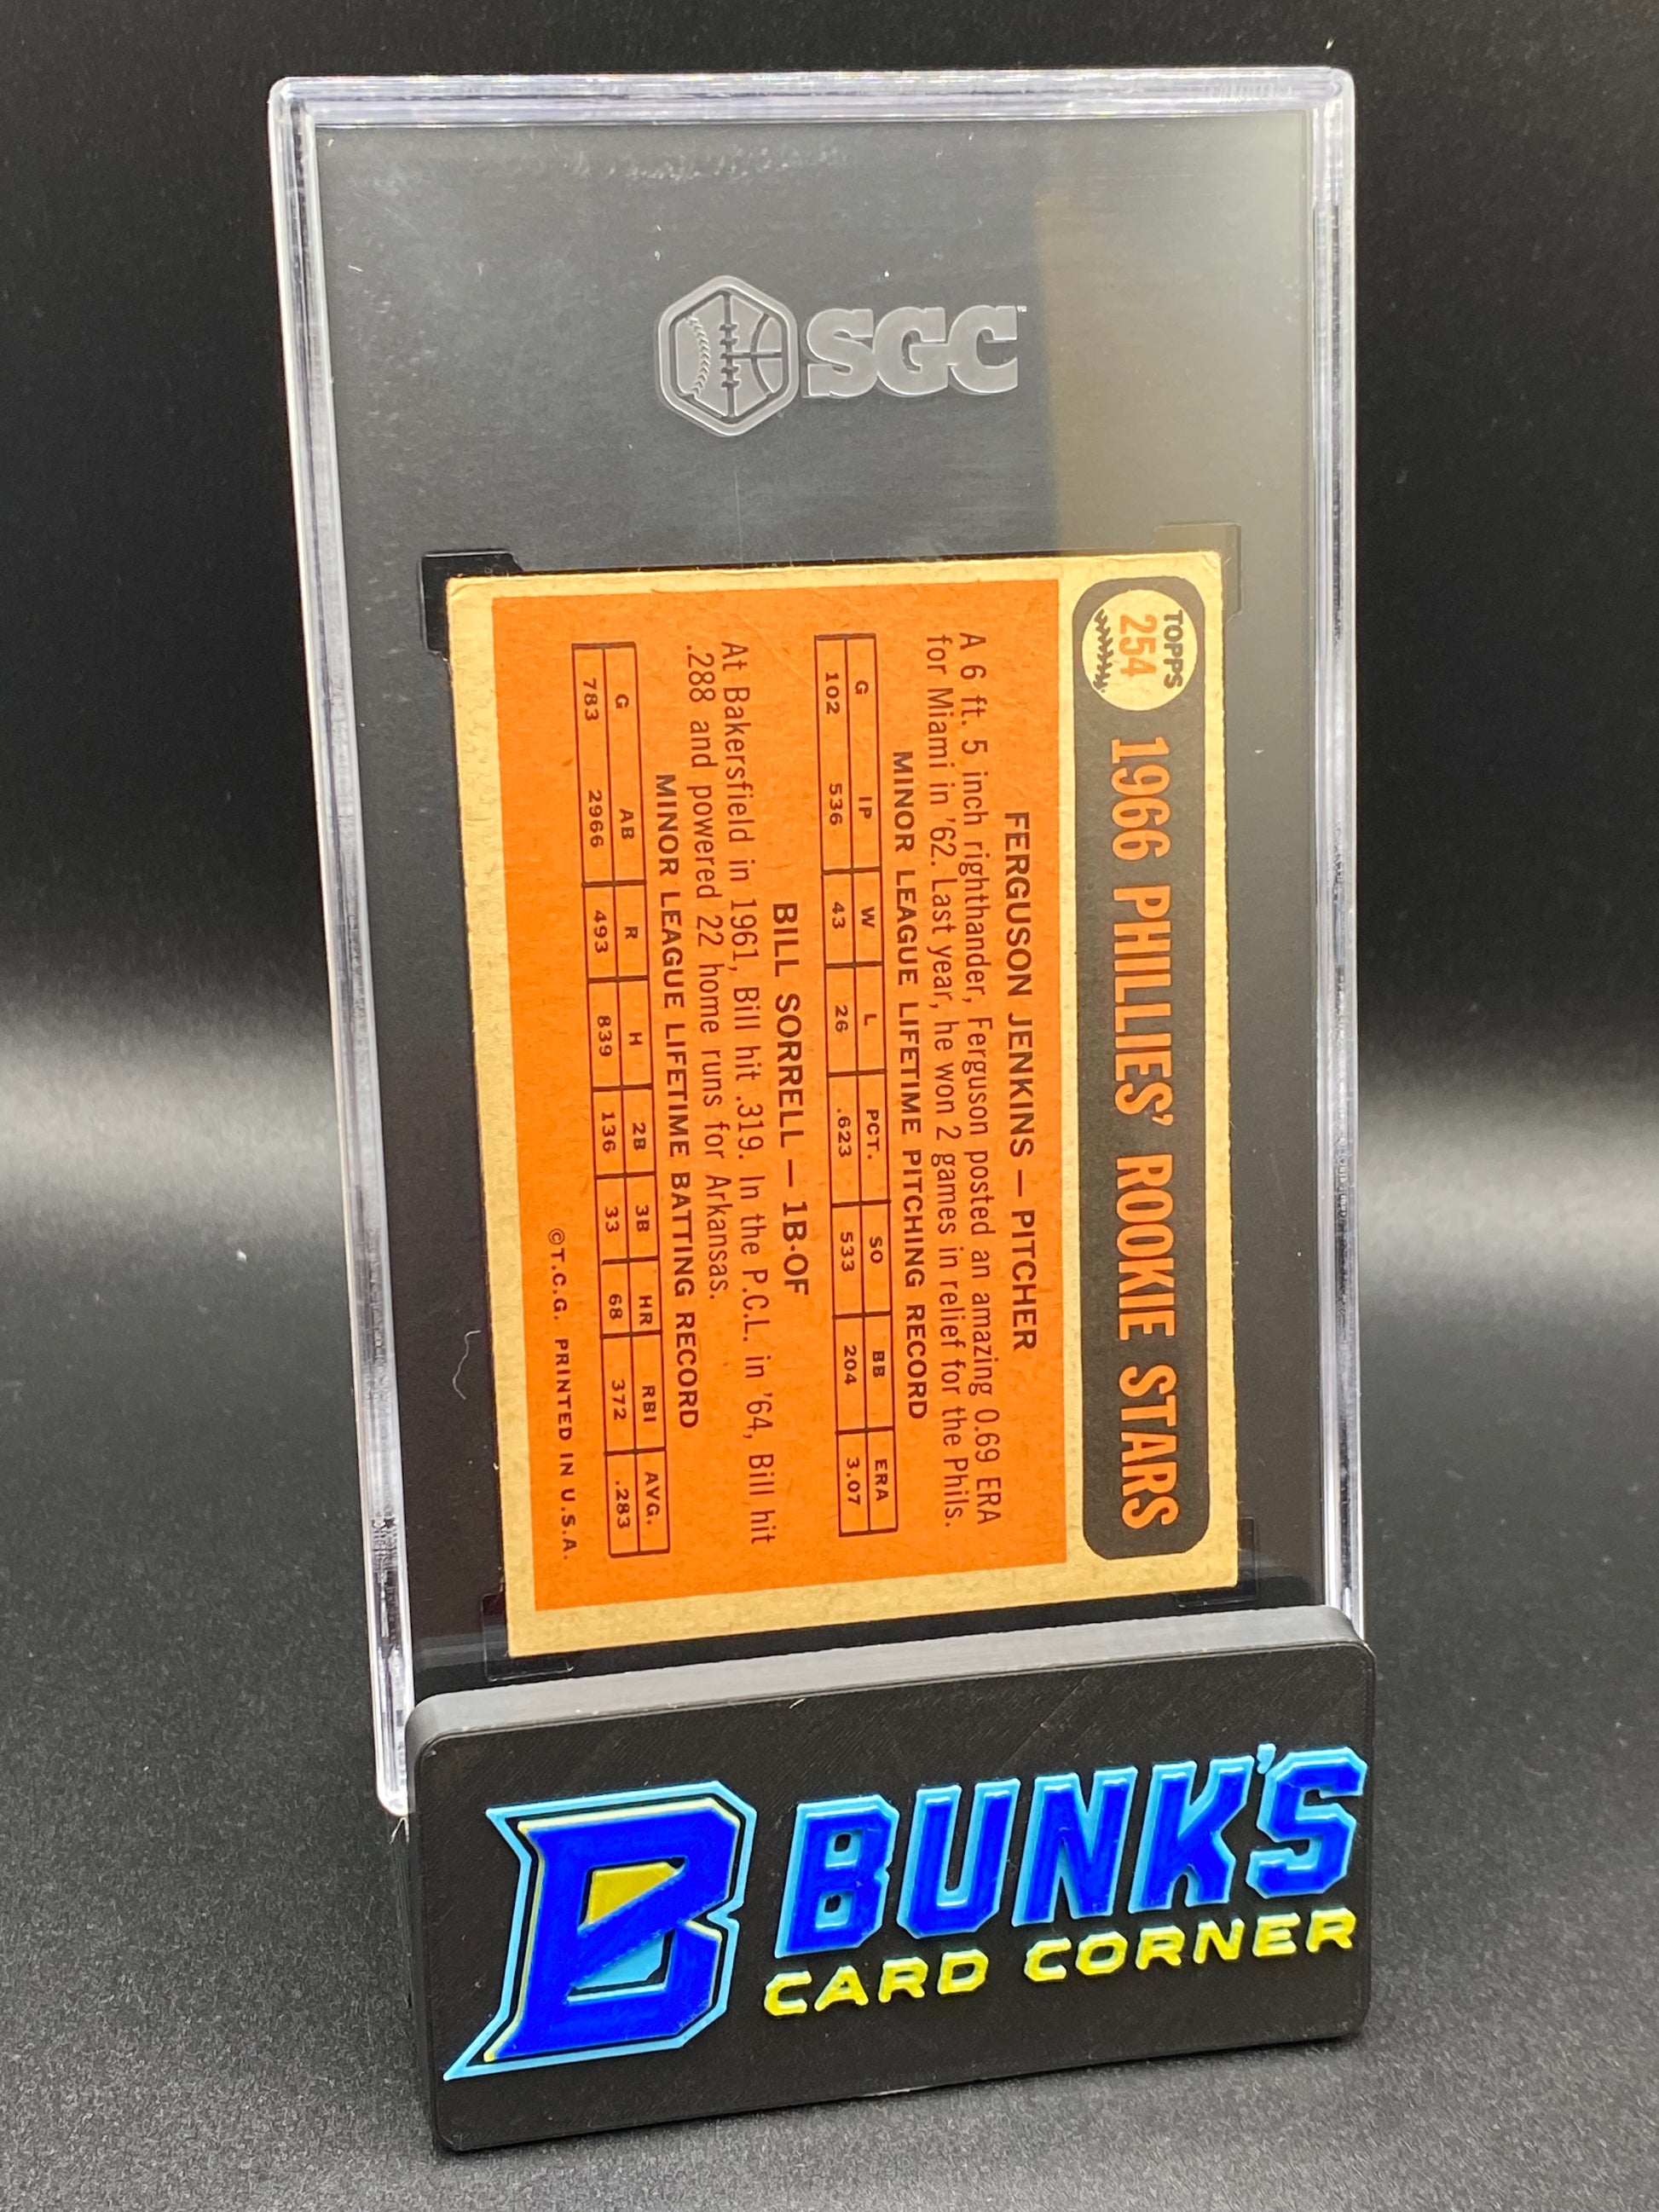 SGC™
TOPPS
254
1966 PHILLIES' ROOKIE STARS
FERGUSON JENKINS — PITCHER
A 6 ft. 5 inch righthander, Ferguson posted an amazing 0.69 ERA
for Miami in '62. Last year, he won 2 games in relief for the Phils.
MINOR LEAGUE LIFETIME PITCHING RECORD
G IP W L PCT. SO BB ERA
102 536 43 26 .623 533 204 3.07
BILL SORRELL — 1B-OF
At Bakersfield in 1961, Bill hit .319. In the P.C.L. in '64, Bill hit
.288 and powered 22 home runs for Arkansas.
MINOR LEAGUE LIFETIME BATTING RECORD
G AB R H 2B 3B HR RBI AVG.
783 2966 493 839 136 33 68 372 .283
©T.C.G. PRINTED IN U.S.A.
B
BUNK'S
CARD CORNER